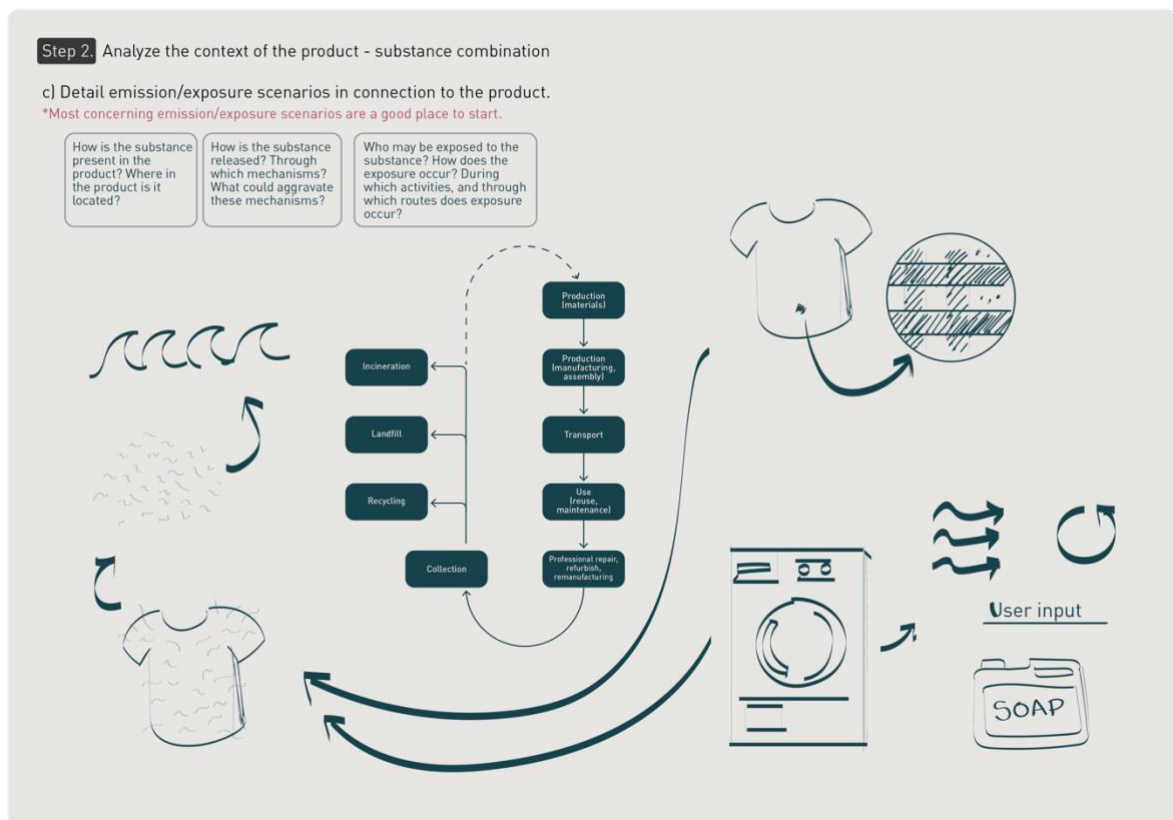 Step 2. Analyze the context of the product - substance combination
c) Detail emission/exposure scenarios in connection to the product.
*Most concerning emission/exposure scenarios are a good place to start.
How is the substance
present in the
product? Where in
the product is it
located?
How is the substance
released? Through
which mechanisms?
What could aggravate
these mechanisms?
Who may be exposed to the
substance? How does the
exposure occur? During
which activities, and through
which routes does exposure
occur?
Production
(materials)
Production
(manufacturing,
assembly)
Transport
Use
(reuse,
maintenance)
Professional repair,
refurbish,
remanufacturing
Collection
Recycling
Landfill
Incineration
User input
SOAP